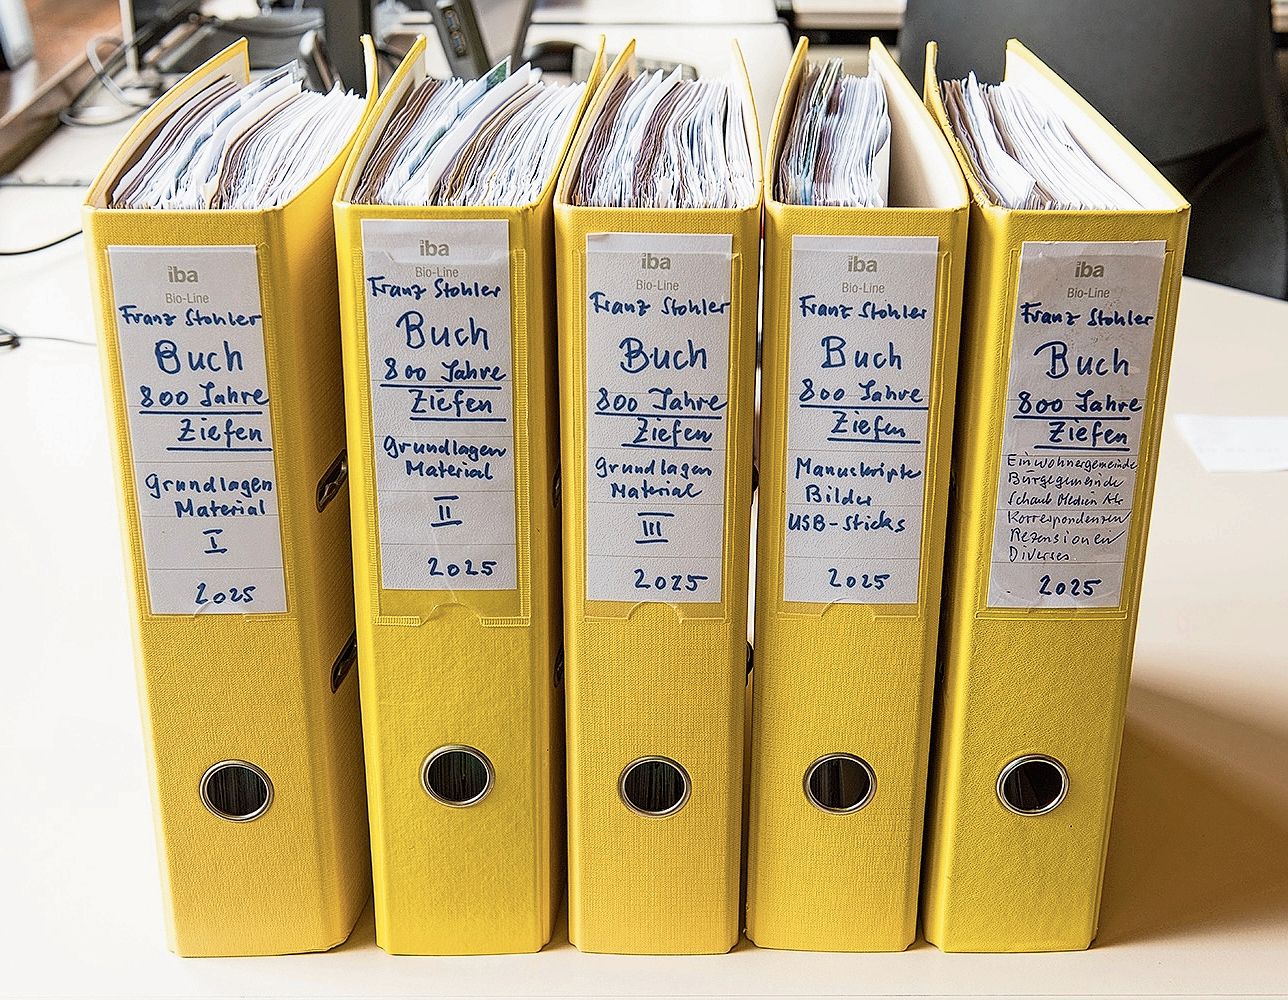 iba
Bio-Line
Franz Stohler
Buch
800 Jahre
Ziefen
Grundlagen
Material
I
2025
iba
Bio-Line
Franz Stohler
Buch
800 Jahre
Ziefen
Grundlagen
Material
II
2025
iba
Bio-Line
Franz Stohler
Buch
800 Jahre
Ziefen
Grundlagen
Material
III
2025
iba
Bio-Line
Franz Stohler
Buch
800 Jahre
Ziefen
Manuskripte
Bilder
USB-Sticks
2025
iba
Bio-Line
Franz Stohler
Buch
800 Jahre
Ziefen
Einwohnergemeinde
Bürgergemeinde
Schaub Medien AG
Korrespondenzen
Rezensionen
Diverses
2025